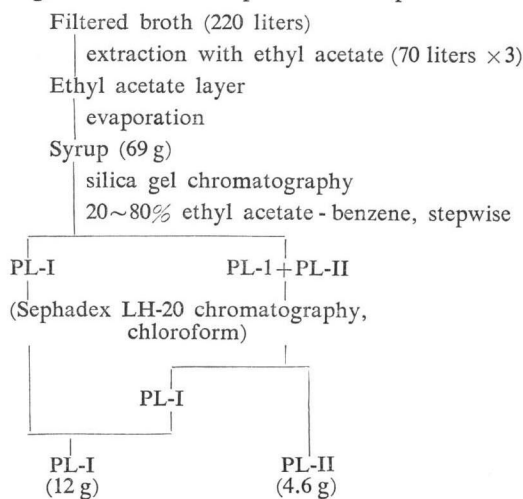 Filtered broth (220 liters)
extraction with ethyl acetate (70 liters ×3)
Ethyl acetate layer
evaporation
Syrup (69 g)
silica gel chromatography
20~80% ethyl acetate - benzene, stepwise
PL-I PL-1+PL-II
(Sephadex LH-20 chromatography,
chloroform)
PL-I
PL-I PL-II
(12 g) (4.6 g)